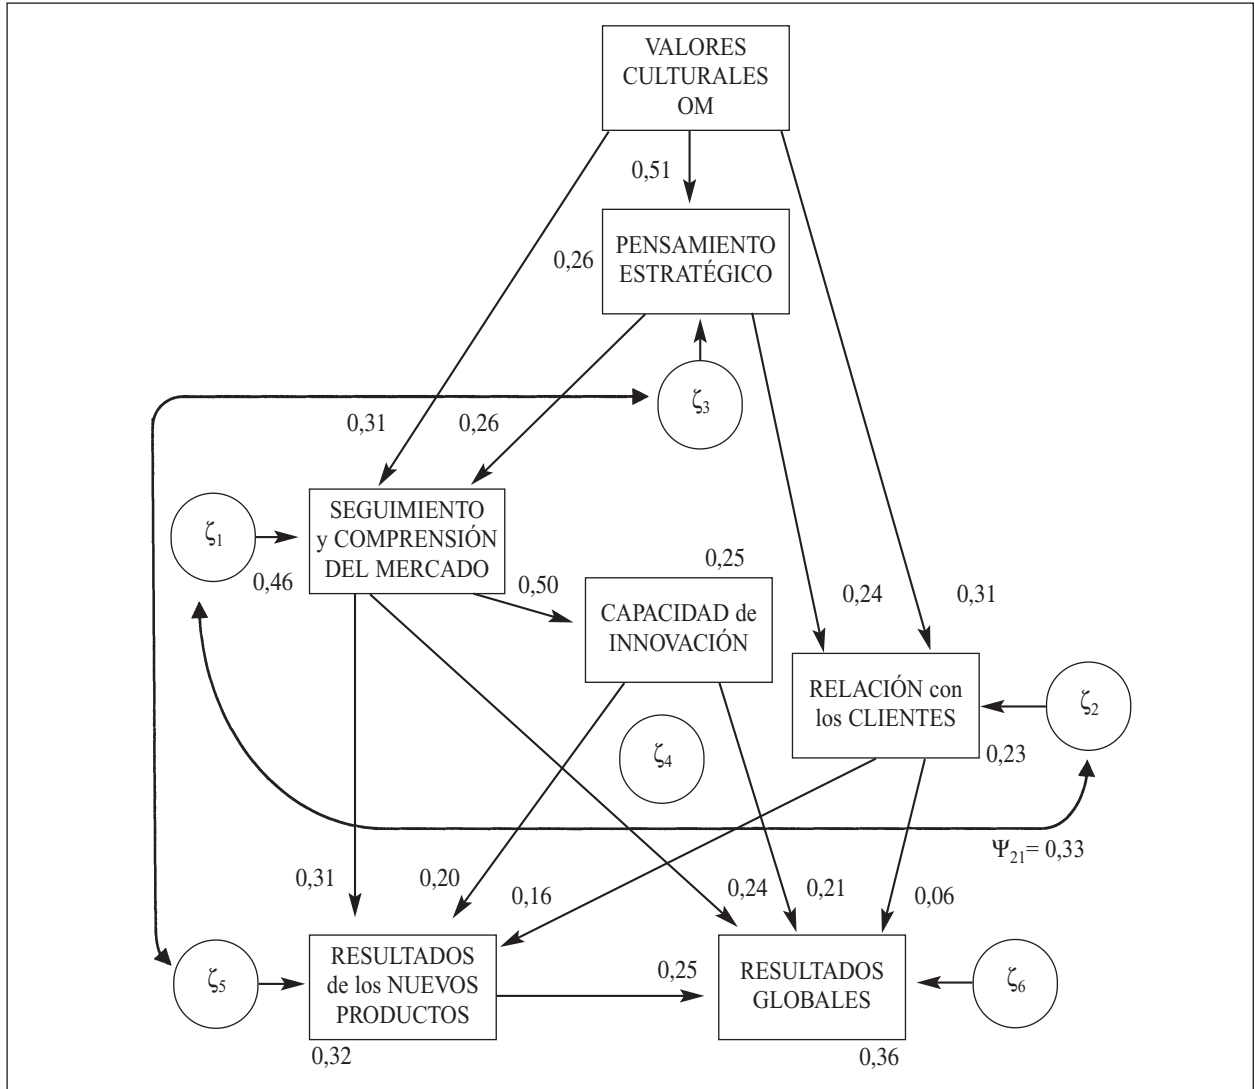 VALORES
CULTURALES
OM
0,51
PENSAMIENTO
ESTRATÉGICO
0,26
ζ3
0,31
0,26
SEGUIMIENTO
y COMPRENSIÓN
DEL MERCADO
ζ1
0,46
0,50
0,25
CAPACIDAD de
INNOVACIÓN
0,24
0,31
RELACIÓN con
los CLIENTES
ζ2
0,23
ζ4
Ψ21= 0,33
0,31
0,20
0,16
0,24
0,21
0,06
RESULTADOS
de los NUEVOS
PRODUCTOS
ζ5
0,25
RESULTADOS
GLOBALES
ζ6
0,32
0,36